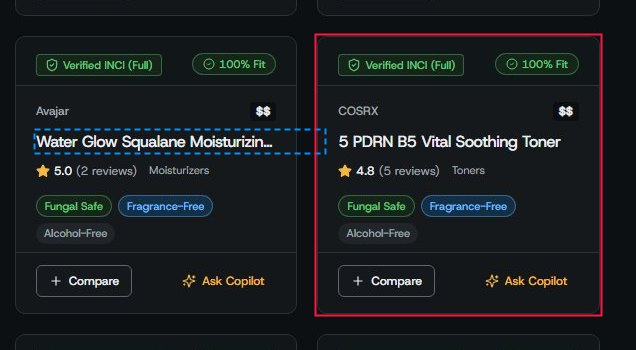 Verified INCI (Full)
100% Fit
Avajar
$$
Water Glow Squalane Moisturizin...
5.0 (2 reviews)
Moisturizers
Fungal Safe
Fragrance-Free
Alcohol-Free
+ Compare
Ask Copilot
Verified INCI (Full)
100% Fit
COSRX
$$
5 PDRN B5 Vital Soothing Toner
4.8 (5 reviews)
Toners
Fungal Safe
Fragrance-Free
Alcohol-Free
+ Compare
Ask Copilot